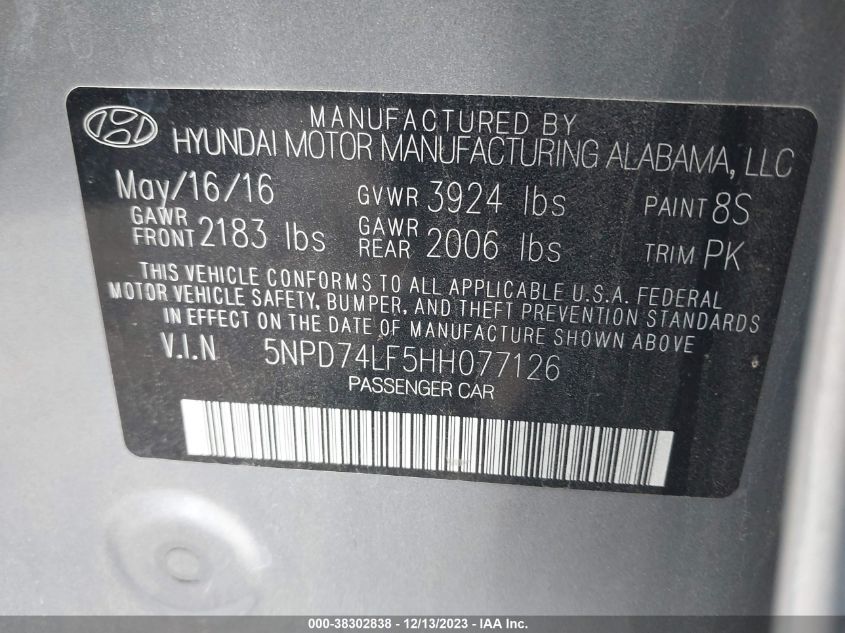 MANUFACTURED BY
HYUNDAI MOTOR MANUFACTURING ALABAMA, LLC
May/16/16 GVWR 3924 lbs PAINT 8S
GAWR FRONT 2183 lbs GAWR REAR 2006 lbs TRIM PK
THIS VEHICLE CONFORMS TO ALL APPLICABLE U.S.A. FEDERAL
MOTOR VEHICLE SAFETY, BUMPER, AND THEFT PREVENTION STANDARDS
IN EFFECT ON THE DATE OF MANUFACTURE SHOWN ABOVE
V.I.N 5NPD74LF5HH077126
PASSENGER CAR
000-38302838 - 12/13/2023 - IAA Inc.